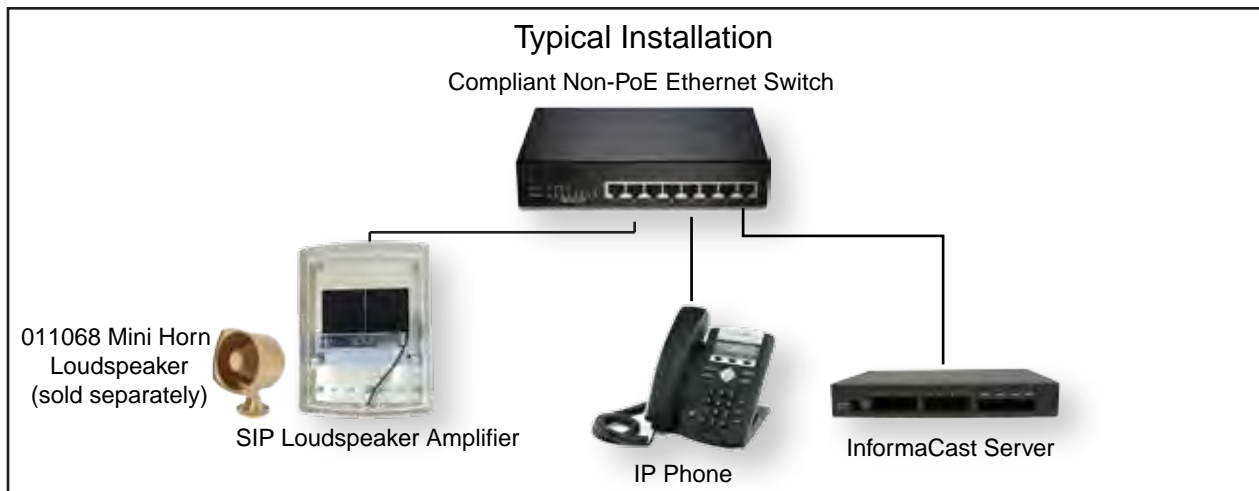 Typical Installation
Compliant Non-PoE Ethernet Switch
011068 Mini Horn
Loudspeaker
(sold separately)
SIP Loudspeaker Amplifier
IP Phone
InformaCast Server